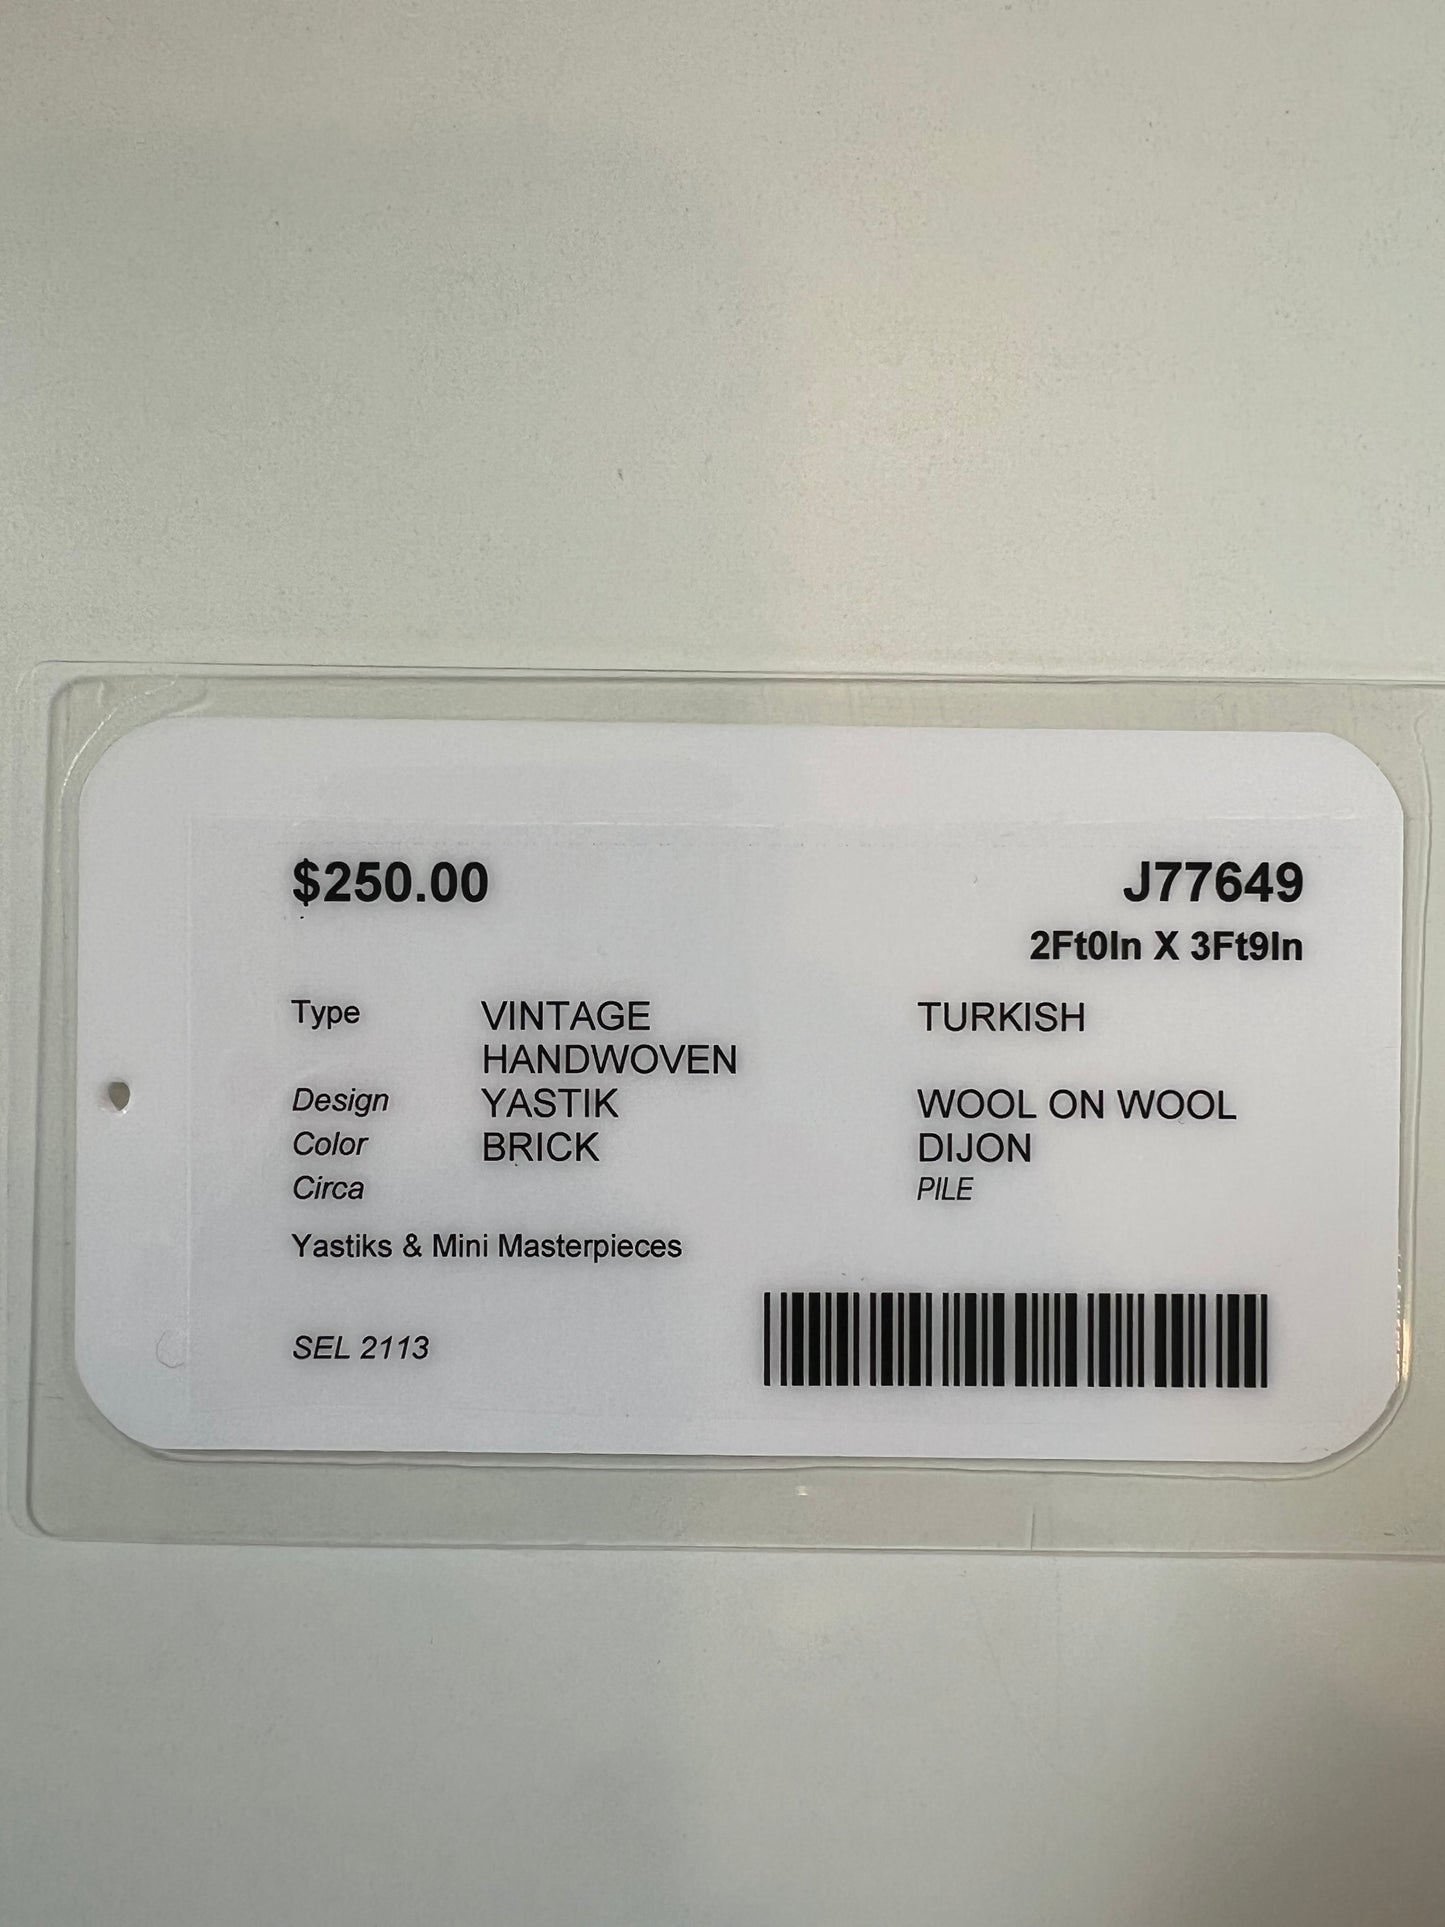 $250.00 J77649
2Ft0In X 3Ft9In
Type VINTAGE TURKISH
HANDWOVEN
Design YASTIK WOOL ON WOOL
Color BRICK DIJON
Circa PILE
Yastiks & Mini Masterpieces
SEL 2113